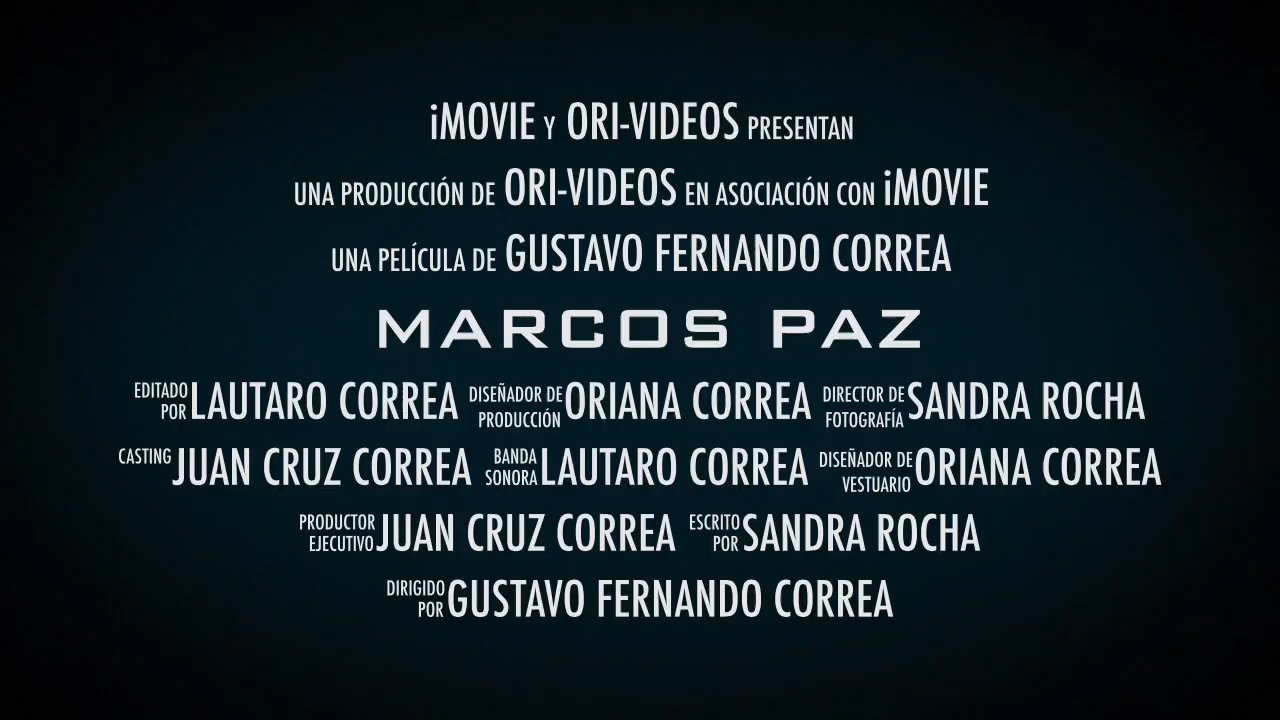 iMOVIE Y ORI-VIDEOS PRESENTAN
UNA PRODUCCIÓN DE ORI-VIDEOS EN ASOCIACIÓN CON iMOVIE
UNA PELÍCULA DE GUSTAVO FERNANDO CORREA
MARCOS PAZ
EDITADO POR LAUTARO CORREA DISEÑADOR DE PRODUCCIÓN ORIANA CORREA DIRECTOR DE FOTOGRAFÍA SANDRA ROCHA
CASTING JUAN CRUZ CORREA BANDA SONORA LAUTARO CORREA DISEÑADOR DE VESTUARIO ORIANA CORREA
PRODUCTOR EJECUTIVO JUAN CRUZ CORREA ESCRITO POR SANDRA ROCHA
DIRIGIDO POR GUSTAVO FERNANDO CORREA